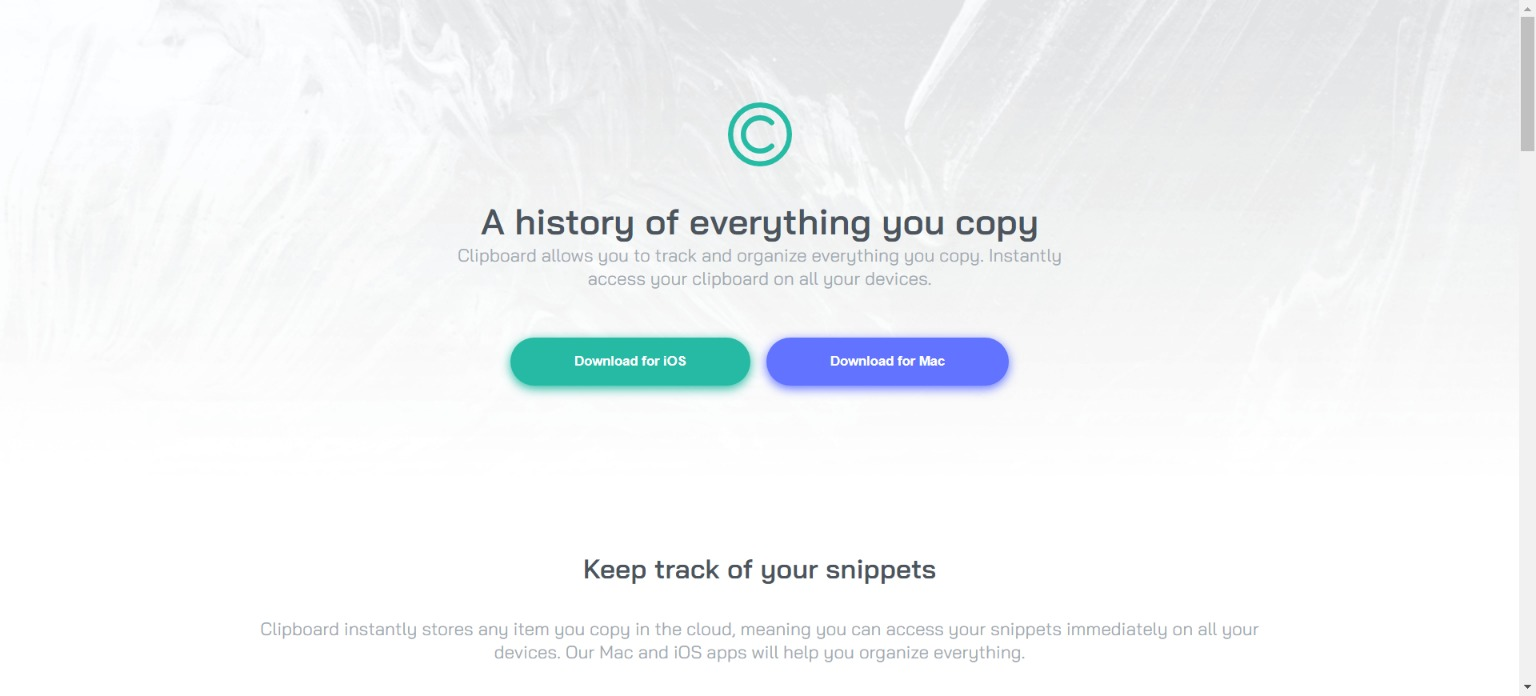 ©
A history of everything you copy
Clipboard allows you to track and organize everything you copy. Instantly
access your clipboard on all your devices.
Download for iOS
Download for Mac
Keep track of your snippets
Clipboard instantly stores any item you copy in the cloud, meaning you can access your snippets immediately on all your
devices. Our Mac and iOS apps will help you organize everything.